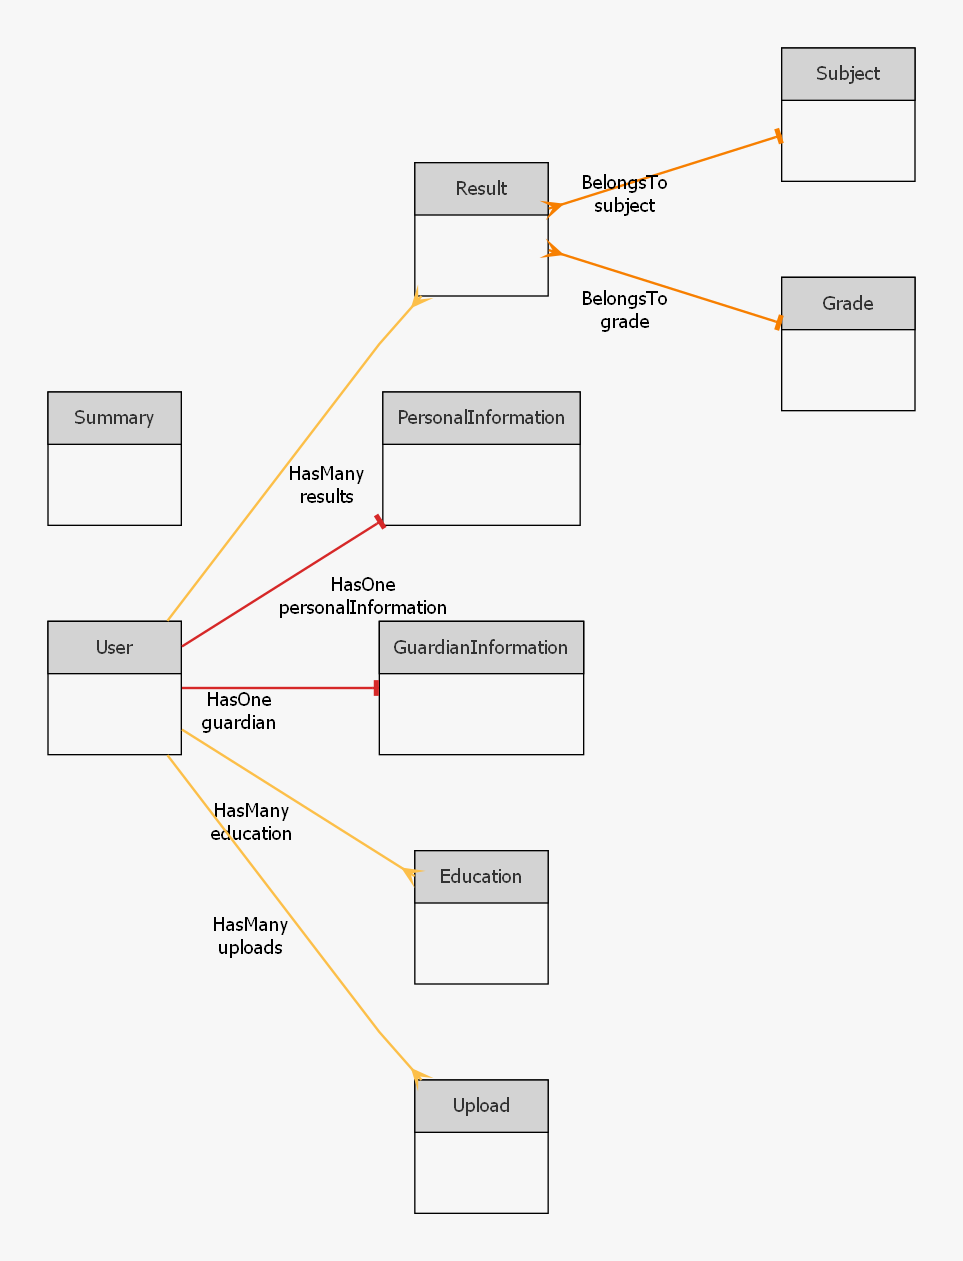 Subject
Result
BelongsTo
subject
Grade
BelongsTo
grade
Summary
PersonalInformation
HasMany
results
HasOne
personalInformation
User
GuardianInformation
HasOne
guardian
HasMany
education
Education
HasMany
uploads
Upload